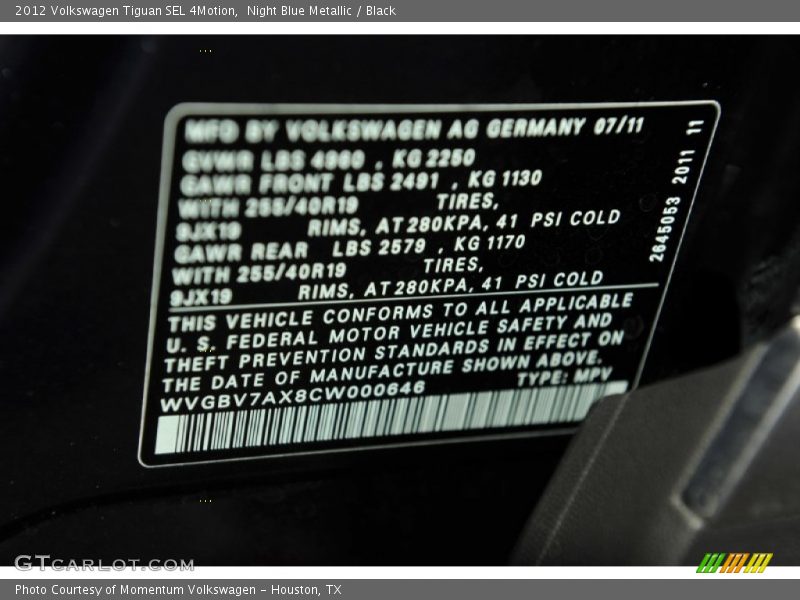 2012 Volkswagen Tiguan SEL 4Motion,  Night Blue Metallic / Black
MFD BY VOLKSWAGEN AG GERMANY 07/11
GVWR LBS 4960 , KG 2250
GAWR FRONT LBS 2491 , KG 1130
WITH 255/40R19 TIRES,
9JX19 RIMS, AT 280KPA, 41 PSI COLD
GAWR REAR LBS 2579 , KG 1170
WITH 255/40R19 TIRES,
9JX19 RIMS, AT 280KPA, 41 PSI COLD
2645053 2011 11
THIS VEHICLE CONFORMS TO ALL APPLICABLE
U. S. FEDERAL MOTOR VEHICLE SAFETY AND
THEFT PREVENTION STANDARDS IN EFFECT ON
THE DATE OF MANUFACTURE SHOWN ABOVE.
WVGBV7AX8CW000646 TYPE: MPV
GTCARLOT.COM
Photo Courtesy of Momentum Volkswagen - Houston, TX